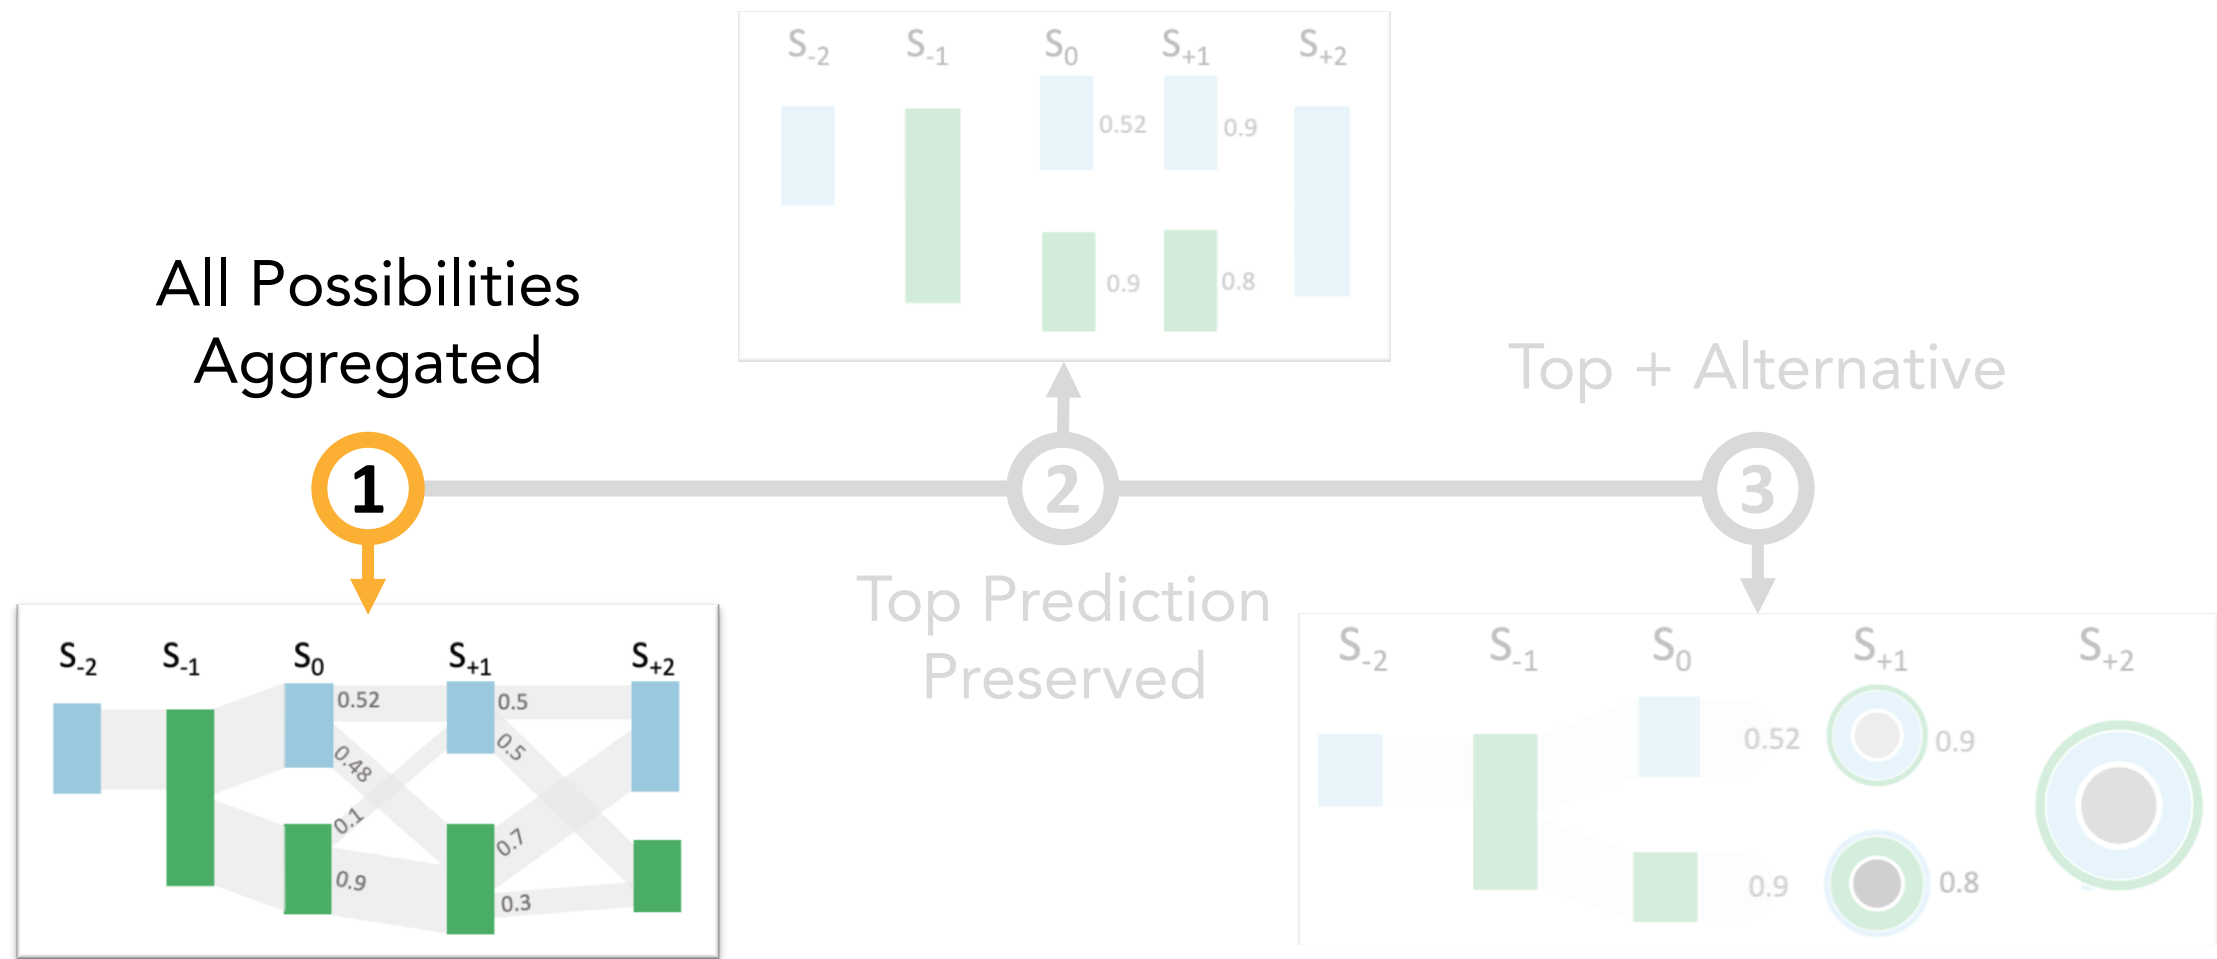 S-2 S-1 S0 S+1 S+2
0.52 0.9
0.9 0.8
All Possibilities
Aggregated
Top + Alternative
1 2 3
Top Prediction
Preserved
S-2 S-1 S0 S+1 S+2
0.52 0.5
0.48 0.5
0.1 0.7
0.9 0.3
S-2 S-1 S0 S+1 S+2
0.52 0.9
0.9 0.8